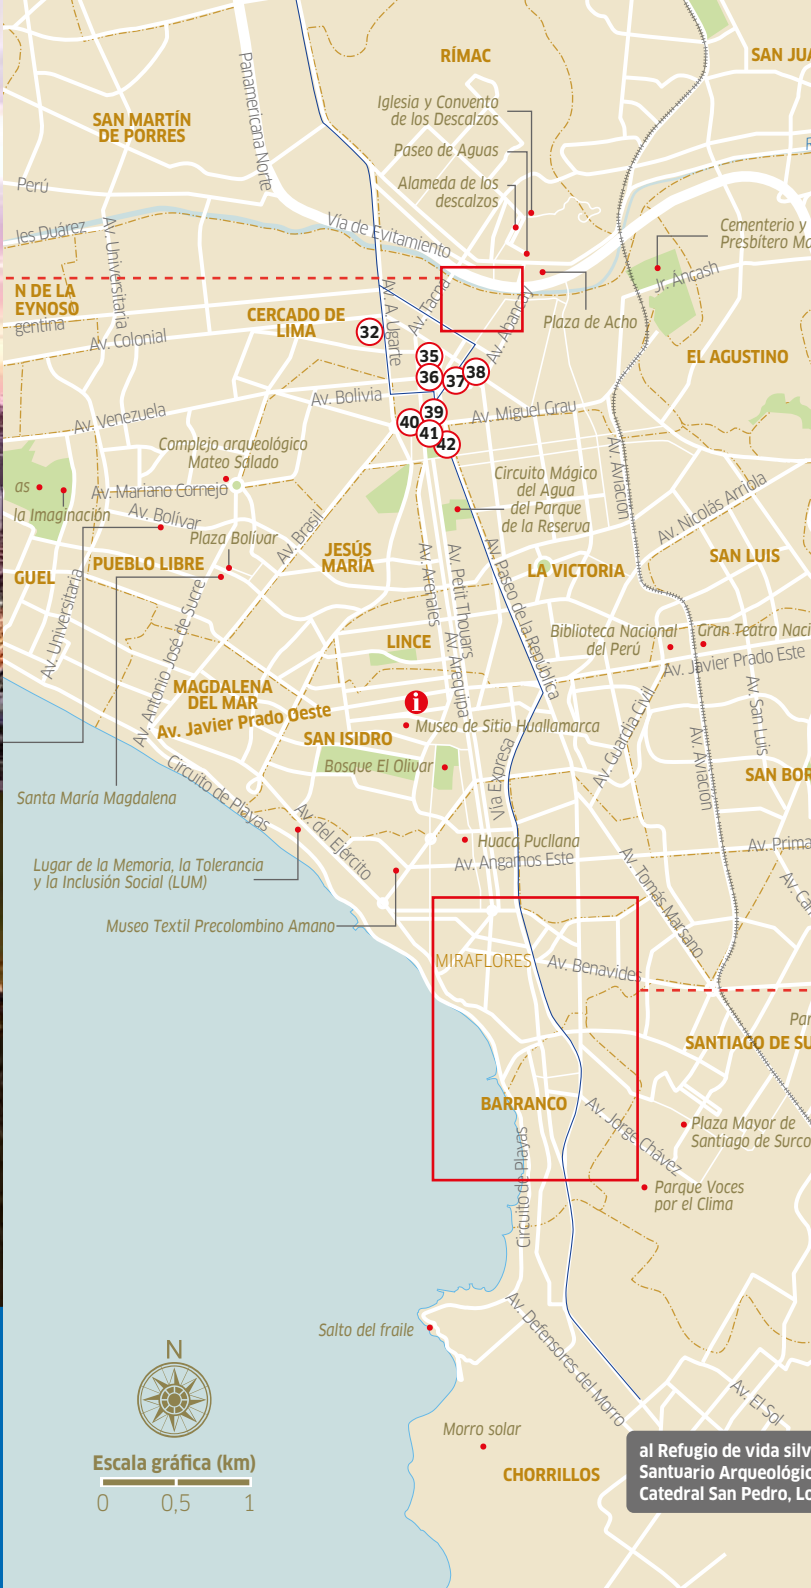 RÍMAC
SAN JUA
Panamericana Norte
Iglesia y Convento
de los Descalzos
SAN MARTÍN
DE PORRES
Paseo de Aguas
Alameda de los
descalzos
Perú
les Duárez
Av. Universitaria
Vía de Evitamiento
Cementerio y
Presbítero Ma
Jr. Áncash
N DE LA
EYNOSO
gentina
Av. Colonial
CERCADO DE
LIMA
32
Av. A. Ugarte
Av. Tacna
Av. Abancay
Plaza de Acho
35
36
37
38
EL AGUSTINO
Av. Bolivia
Av. Venezuela
39
40
41
42
Av. Miguel Grau
Complejo arqueológico
Mateo Salado
Av. Aviación
as
la Imaginación
Av. Mariano Cornejo
Av. Bolívar
Circuito Mágico
del Agua
del Parque
de la Reserva
Av. Nicolás Arriola
Plaza Bolívar
Av. Brasil
JESÚS
MARÍA
GUEL
PUEBLO LIBRE
Av. Arenales
Av. Petit Thouars
Av. Paseo de la República
LA VICTORIA
SAN LUIS
Av. Universitaria
Av. Antonio José de Sucre
LINCE
Av. Arequipa
Biblioteca Nacional
del Perú
Gran Teatro Naci
Av. Javier Prado Este
MAGDALENA
DEL MAR
Av. Javier Prado Oeste
i
Museo de Sitio Huallamarca
SAN ISIDRO
Av. San Luis
Av. Guardia Civil
Av. Aviación
Bosque El Olivar
Vía Expresa
SAN BOR
Santa María Magdalena
Circuito de Playas
Av. del Ejército
Huaca Pucllana
Av. Angamos Este
Av. Prima
Lugar de la Memoria, la Tolerancia
y la Inclusión Social (LUM)
Av. Tomás Marsano
Av. Ca
Museo Textil Precolombino Amano
MIRAFLORES
Av. Benavides
Par
SANTIAGO DE SU
BARRANCO
Av. Jorge Chávez
Plaza Mayor de
Santiago de Surco
Circuito de Playas
Parque Voces
por el Clima
Salto del fraile
Av. Defensores del Morro
N
Av. El Sol
Morro solar
Escala gráfica (km)
0 0,5 1
CHORRILLOS
al Refugio de vida silv
Santuario Arqueológic
Catedral San Pedro, Lo